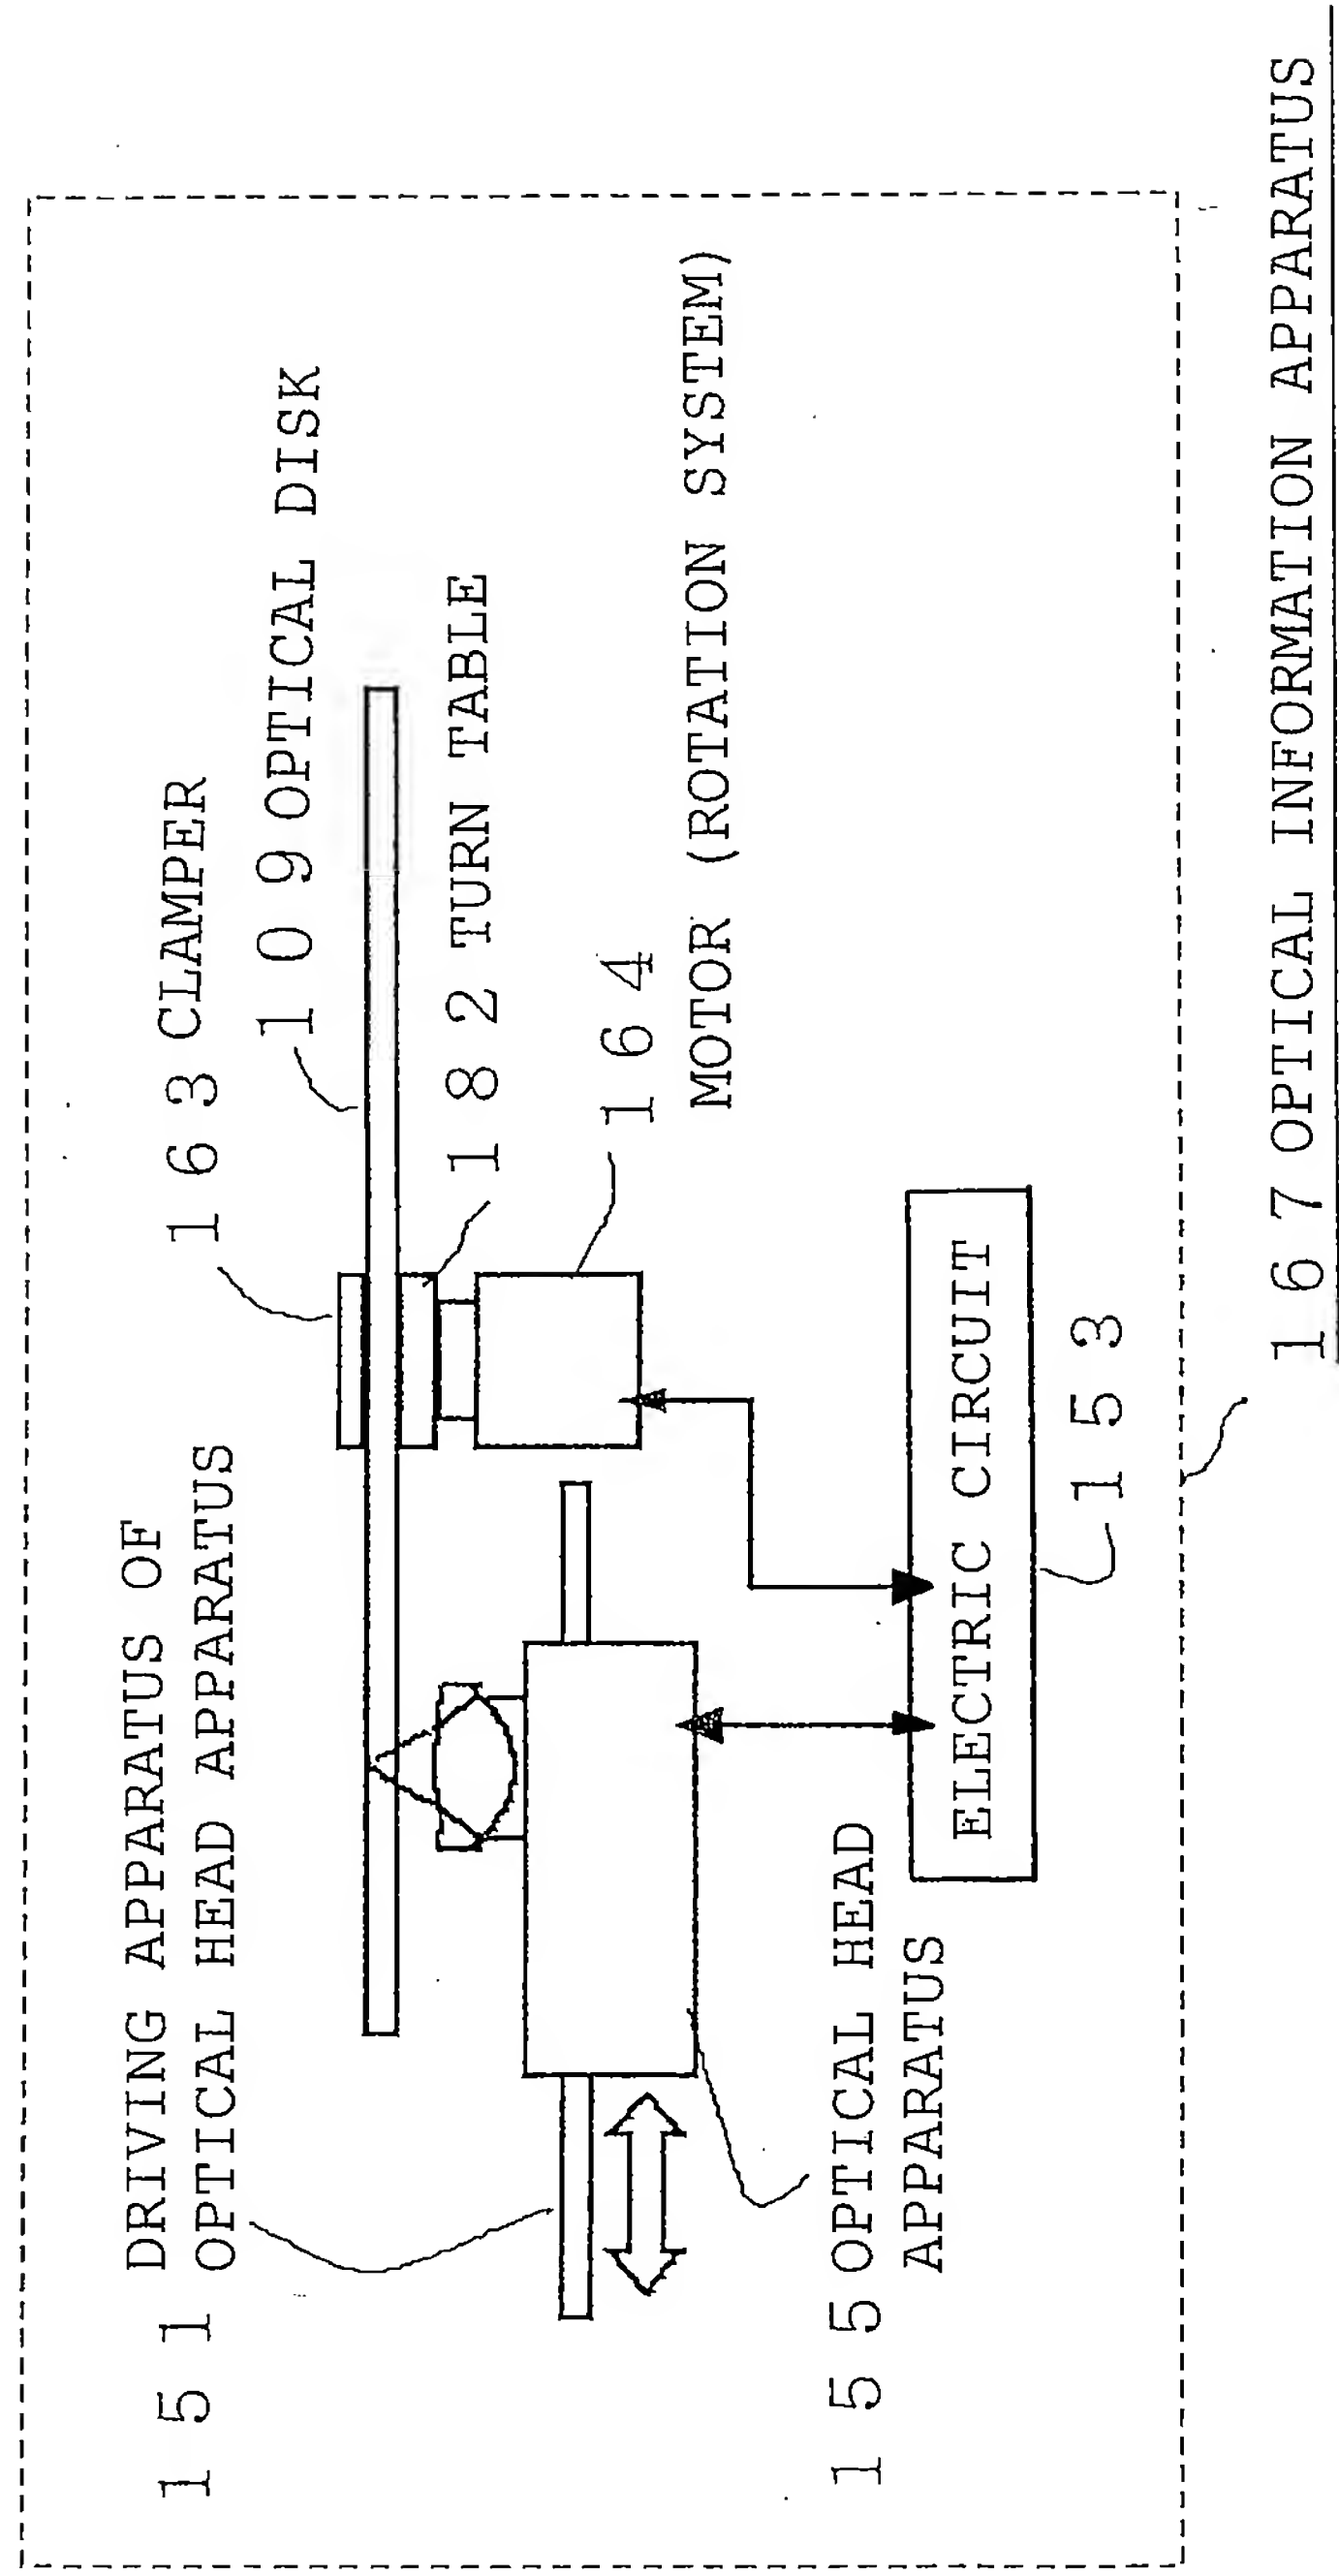 151 DRIVING APPARATUS OF
OPTICAL HEAD APPARATUS
163 CLAMPER
109 OPTICAL DISK
182 TURN TABLE
164
MOTOR (ROTATION SYSTEM)
155 OPTICAL HEAD
APPARATUS
ELECTRIC CIRCUIT
153
167 OPTICAL INFORMATION APPARATUS